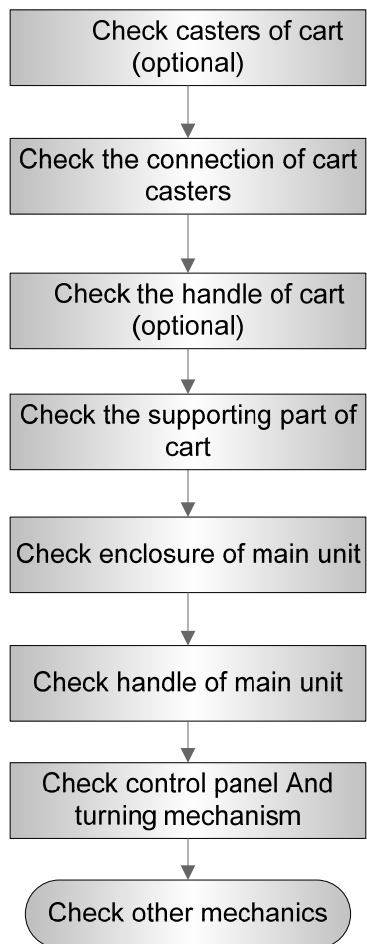 Check casters of cart
(optional)
Check the connection of cart
casters
Check the handle of cart
(optional)
Check the supporting part of
cart
Check enclosure of main unit
Check handle of main unit
Check control panel And
turning mechanism
Check other mechanics